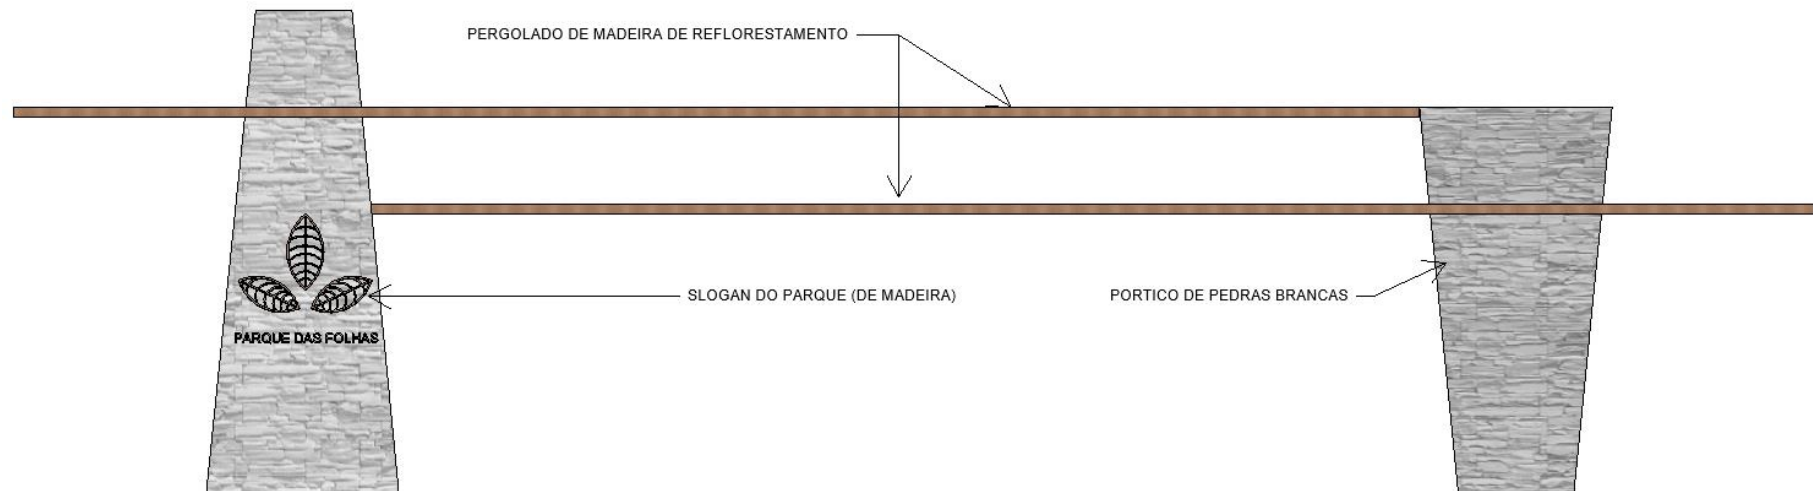 PERGOLADO DE MADEIRA DE REFLORESTAMENTO
SLOGAN DO PARQUE (DE MADEIRA)
PORTICO DE PEDRAS BRANCAS
PARQUE DAS FOLHAS